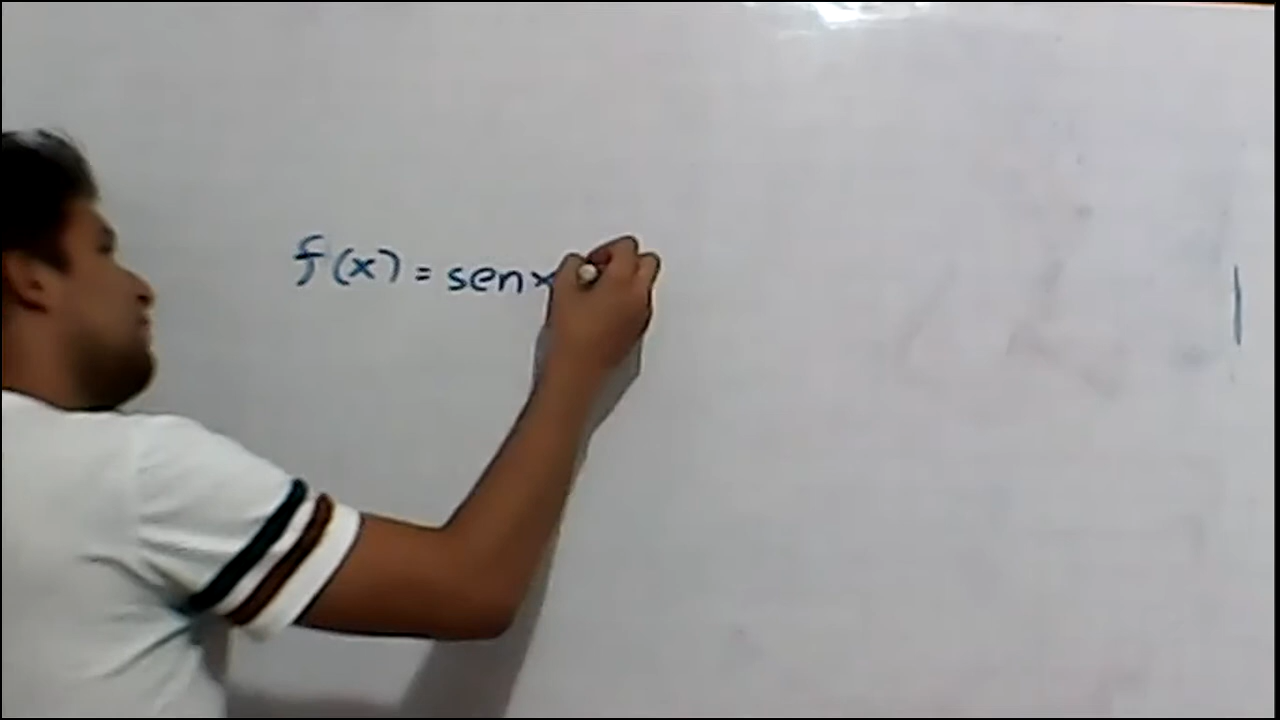 f(x) = senx